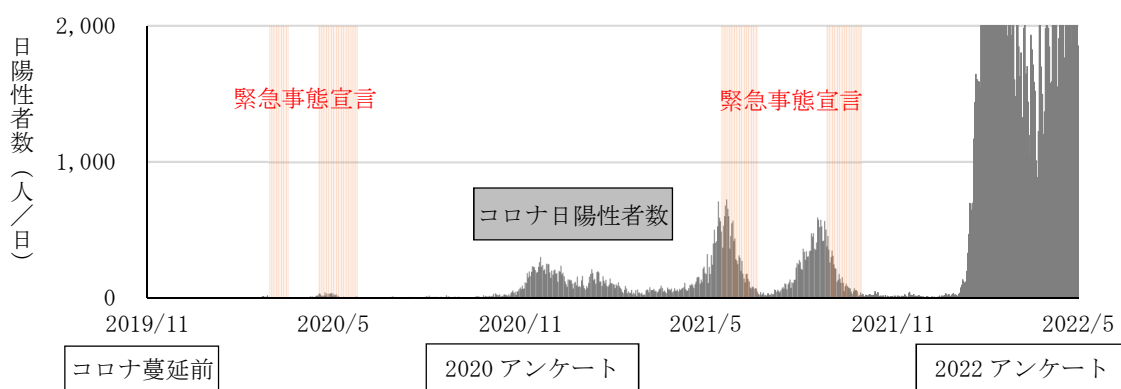 日陽性者数(人／日)
2,000
1,000
0
緊急事態宣言
緊急事態宣言
コロナ日陽性者数
2019/11
2020/5
2020/11
2021/5
2021/11
2022/5
コロナ蔓延前
2020 アンケート
2022 アンケート